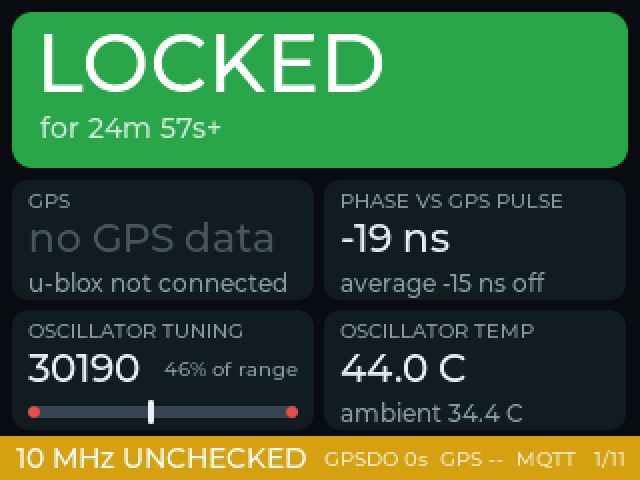 LOCKED
for 24m 57s+
GPS
no GPS data
u-blox not connected
PHASE VS GPS PULSE
-19 ns
average -15 ns off
OSCILLATOR TUNING
30190 46% of range
OSCILLATOR TEMP
44.0 C
ambient 34.4 C
10 MHz UNCHECKED GPSDO 0s GPS -- MQTT 1/11